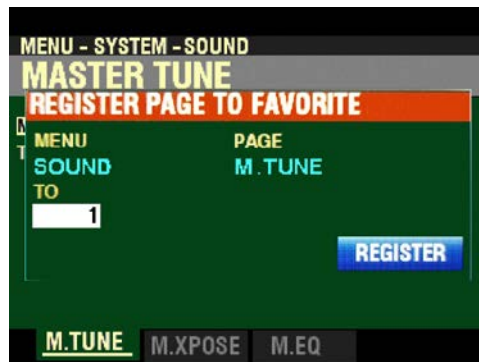 MENU - SYSTEM - SOUND
MASTER TUNE
REGISTER PAGE TO FAVORITE
MENU PAGE
SOUND M.TUNE
TO
1
REGISTER
M.TUNE M.XPOSE M.EQ